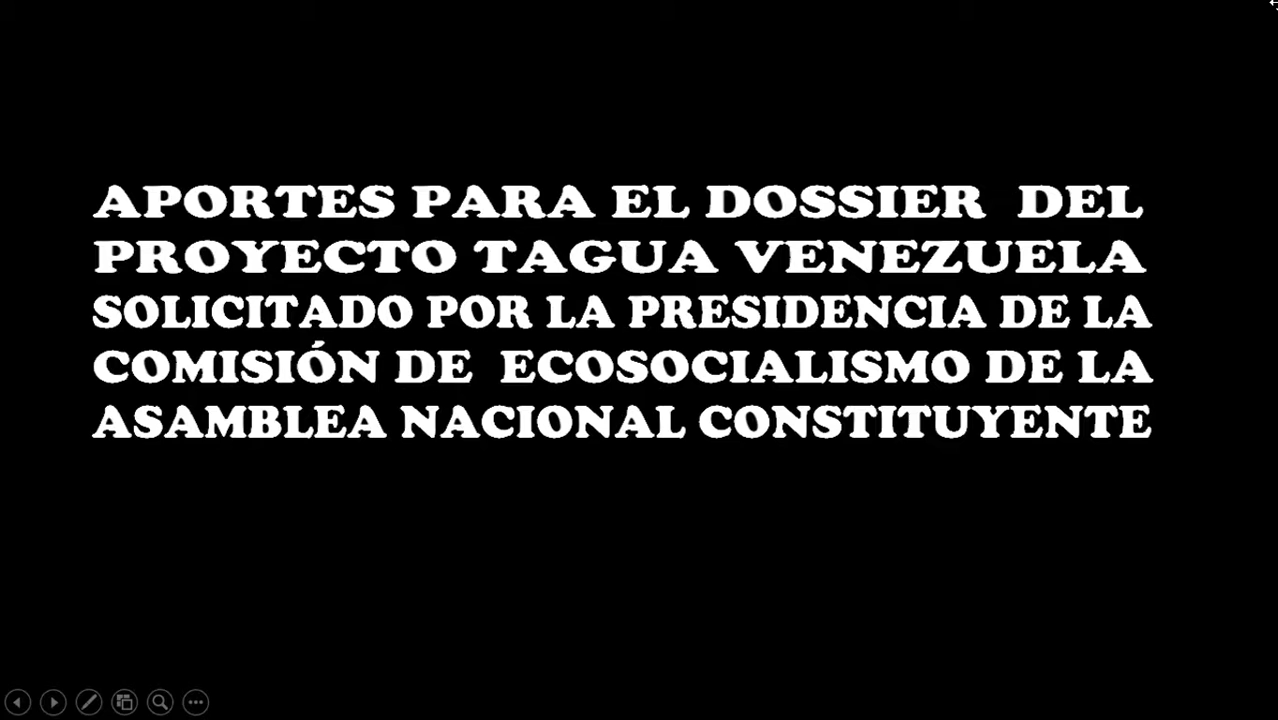 APORTES PARA EL DOSSIER DEL
PROYECTO TAGUA VENEZUELA
SOLICITADO POR LA PRESIDENCIA DE LA
COMISIÓN DE ECOSOCIALISMO DE LA
ASAMBLEA NACIONAL CONSTITUYENTE